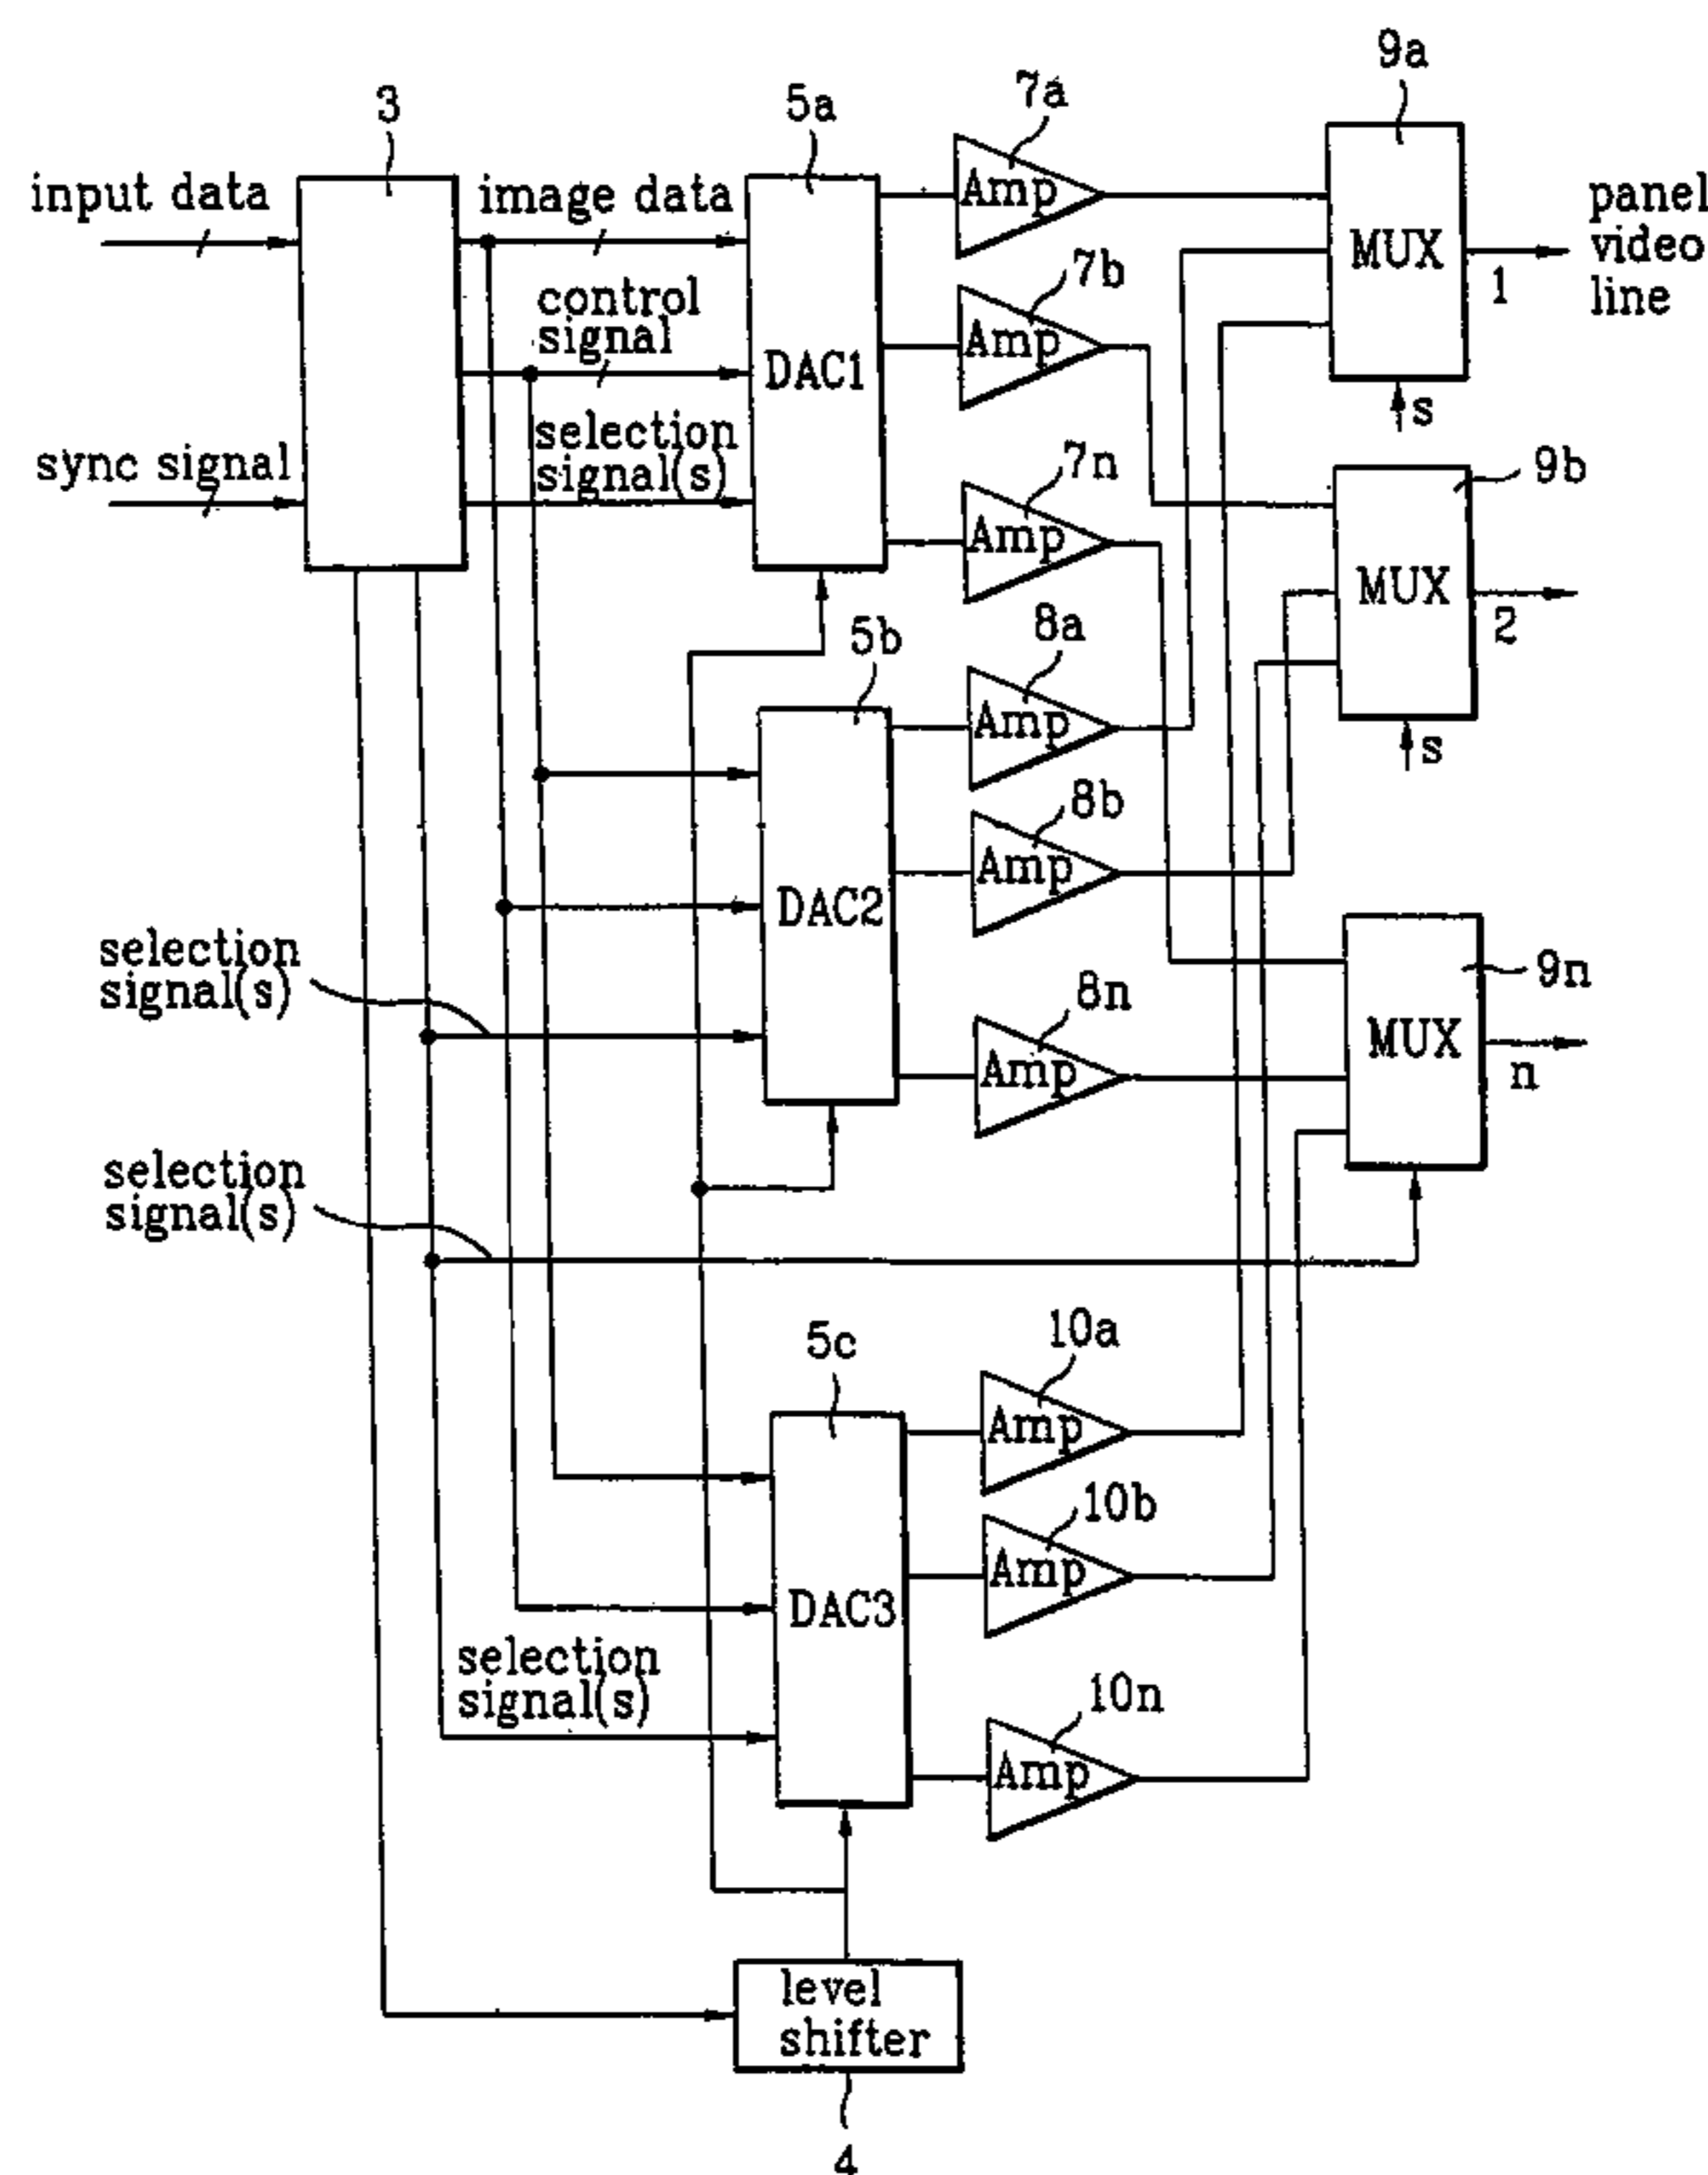 9a
3
5a
7a
input data
image data
Amp
panel
video
line
MUX
1
7b
control
signal
Amp
DAC1
s
selection
signal(s)
sync signal
7n
9b
Amp
MUX
2
5b
8a
Amp
s
8b
Amp
DAC2
selection
signal(s)
8n
9n
MUX
n
Amp
selection
signal(s)
5c
10a
Amp
10b
Amp
DAC3
selection
signal(s)
10n
Amp
level
shifter
4